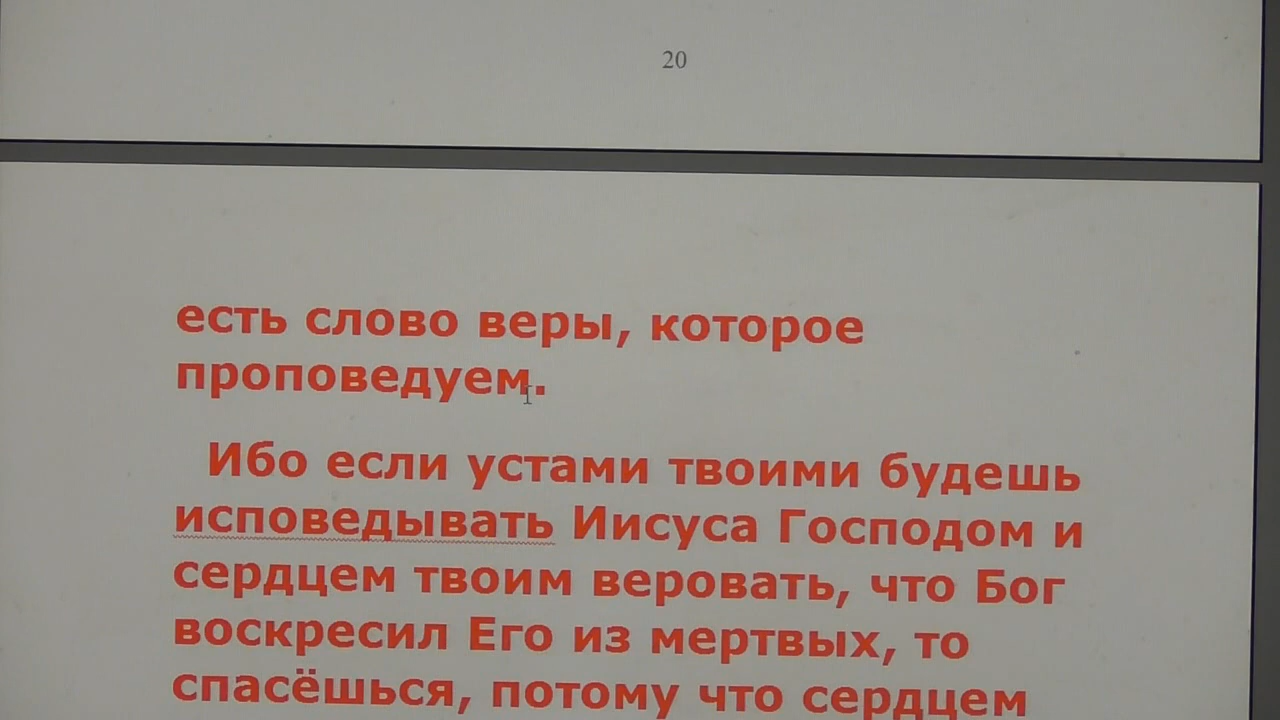 20
есть слово веры, которое
проповедуем.
Ибо если устами твоими будешь
исповедывать Иисуса Господом и
сердцем твоим веровать, что Бог
воскресил Его из мертвых, то
спасёшься, потому что сердцем